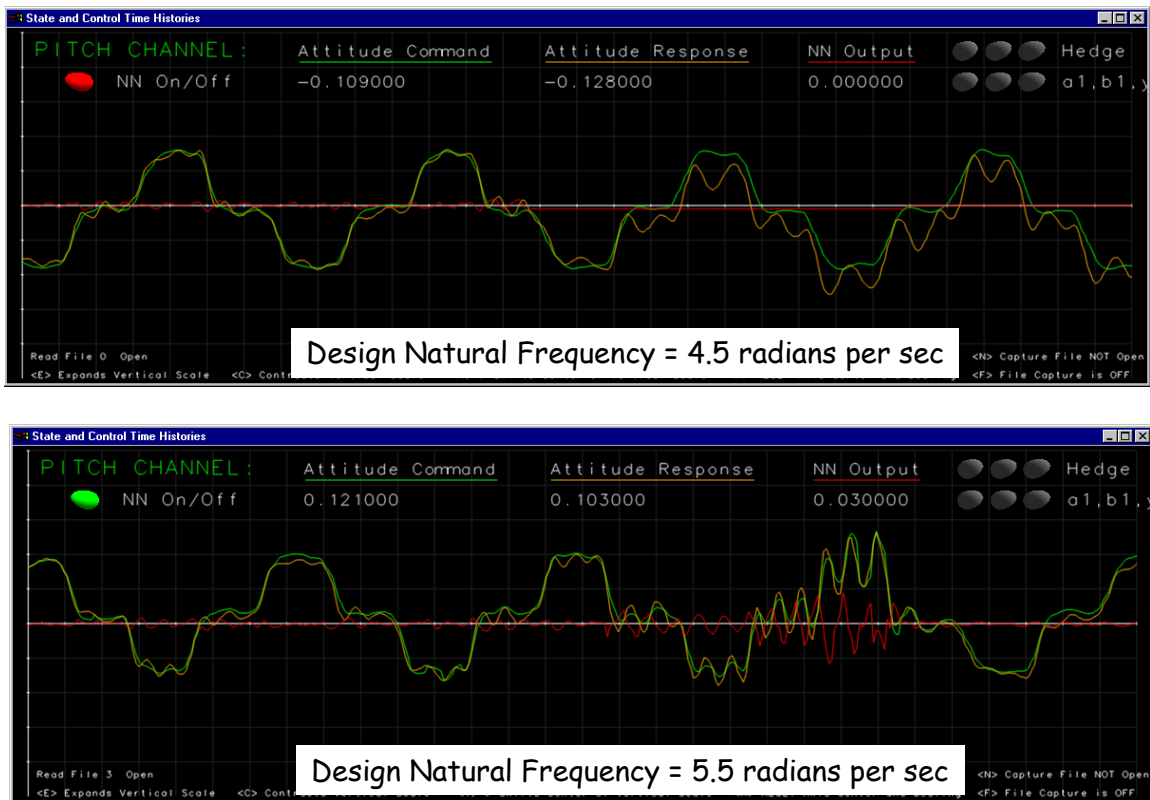 State and Control Time Histories
PITCH CHANNEL: Attitude Command Attitude Response NN Output Hedge
NN On/Off -0.109000 -0.128000 0.000000 a1,b1,y
Design Natural Frequency = 4.5 radians per sec
Read File 0 Open <N> Capture File NOT Open
<E> Expands Vertical Scale <C> <F> File Capture is OFF
State and Control Time Histories
PITCH CHANNEL: Attitude Command Attitude Response NN Output Hedge
NN On/Off 0.121000 0.103000 0.030000 a1,b1,y
Design Natural Frequency = 5.5 radians per sec
Read File 3 Open <N> Capture File NOT Open
<E> Expands Vertical Scale <C> <F> File Capture is OFF